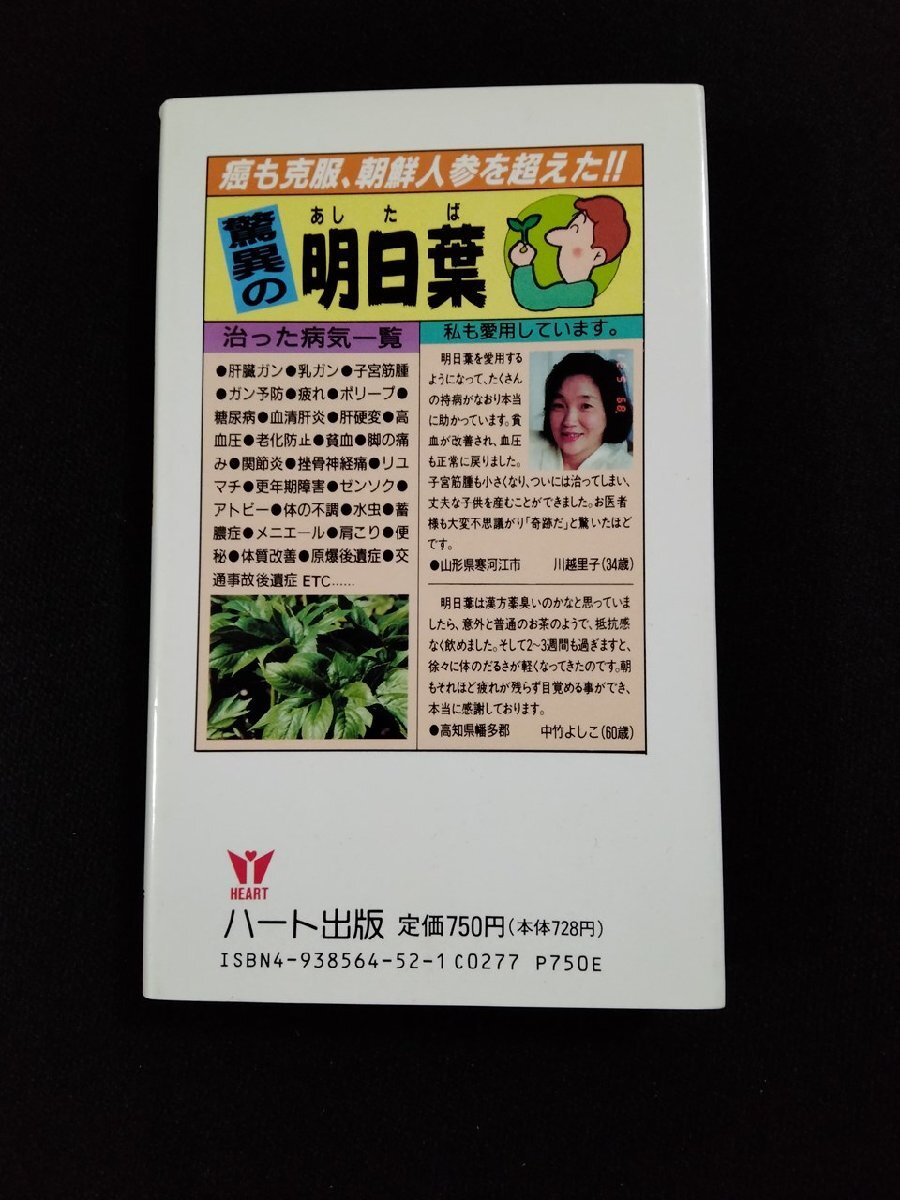 癌も克服、朝鮮人参を超えた!!
驚異の
あしたば
明日葉
治った病気一覧
●肝臓ガン●乳ガン●子宮筋腫
●ガン予防●疲れ●ポリープ●
糖尿病●血清肝炎●肝硬変●高
血圧●老化防止●貧血●脚の痛
み●関節炎●挫骨神経痛●リュ
マチ●更年期障害●ゼンソク●
アトピー●体の不調●水虫●蓄
膿症●メニエール●肩こり●便
秘●体質改善●原爆後遺症●交
通事故後遺症 ETC……
私も愛用しています。
明日葉を愛用する
ようになって、たくさん
の持病がなおり本当
に助かっています。貧
血が改善され、血圧
も正常に戻りました。
子宮筋腫も小さくなり、ついには治ってしまい、
丈夫な子供を産むことができました。お医者
様も大変不思議がり「奇跡だ」と驚いたほど
です。
●山形県寒河江市 川越里子(34歳)
明日葉は漢方薬臭いのかなと思っていま
したら、意外と普通のお茶のようで、抵抗感
なく飲めました。そして2～3週間も過ぎますと、
徐々に体のだるさが軽くなってきたのです。朝
もそれほど疲れが残らず目覚める事ができ、
本当に感謝しております。
●高知県幡多郡 中竹よしこ(60歳)
HEART
ハート出版 定価750円(本体728円)
ISBN4-938564-52-1 C0277 P750E